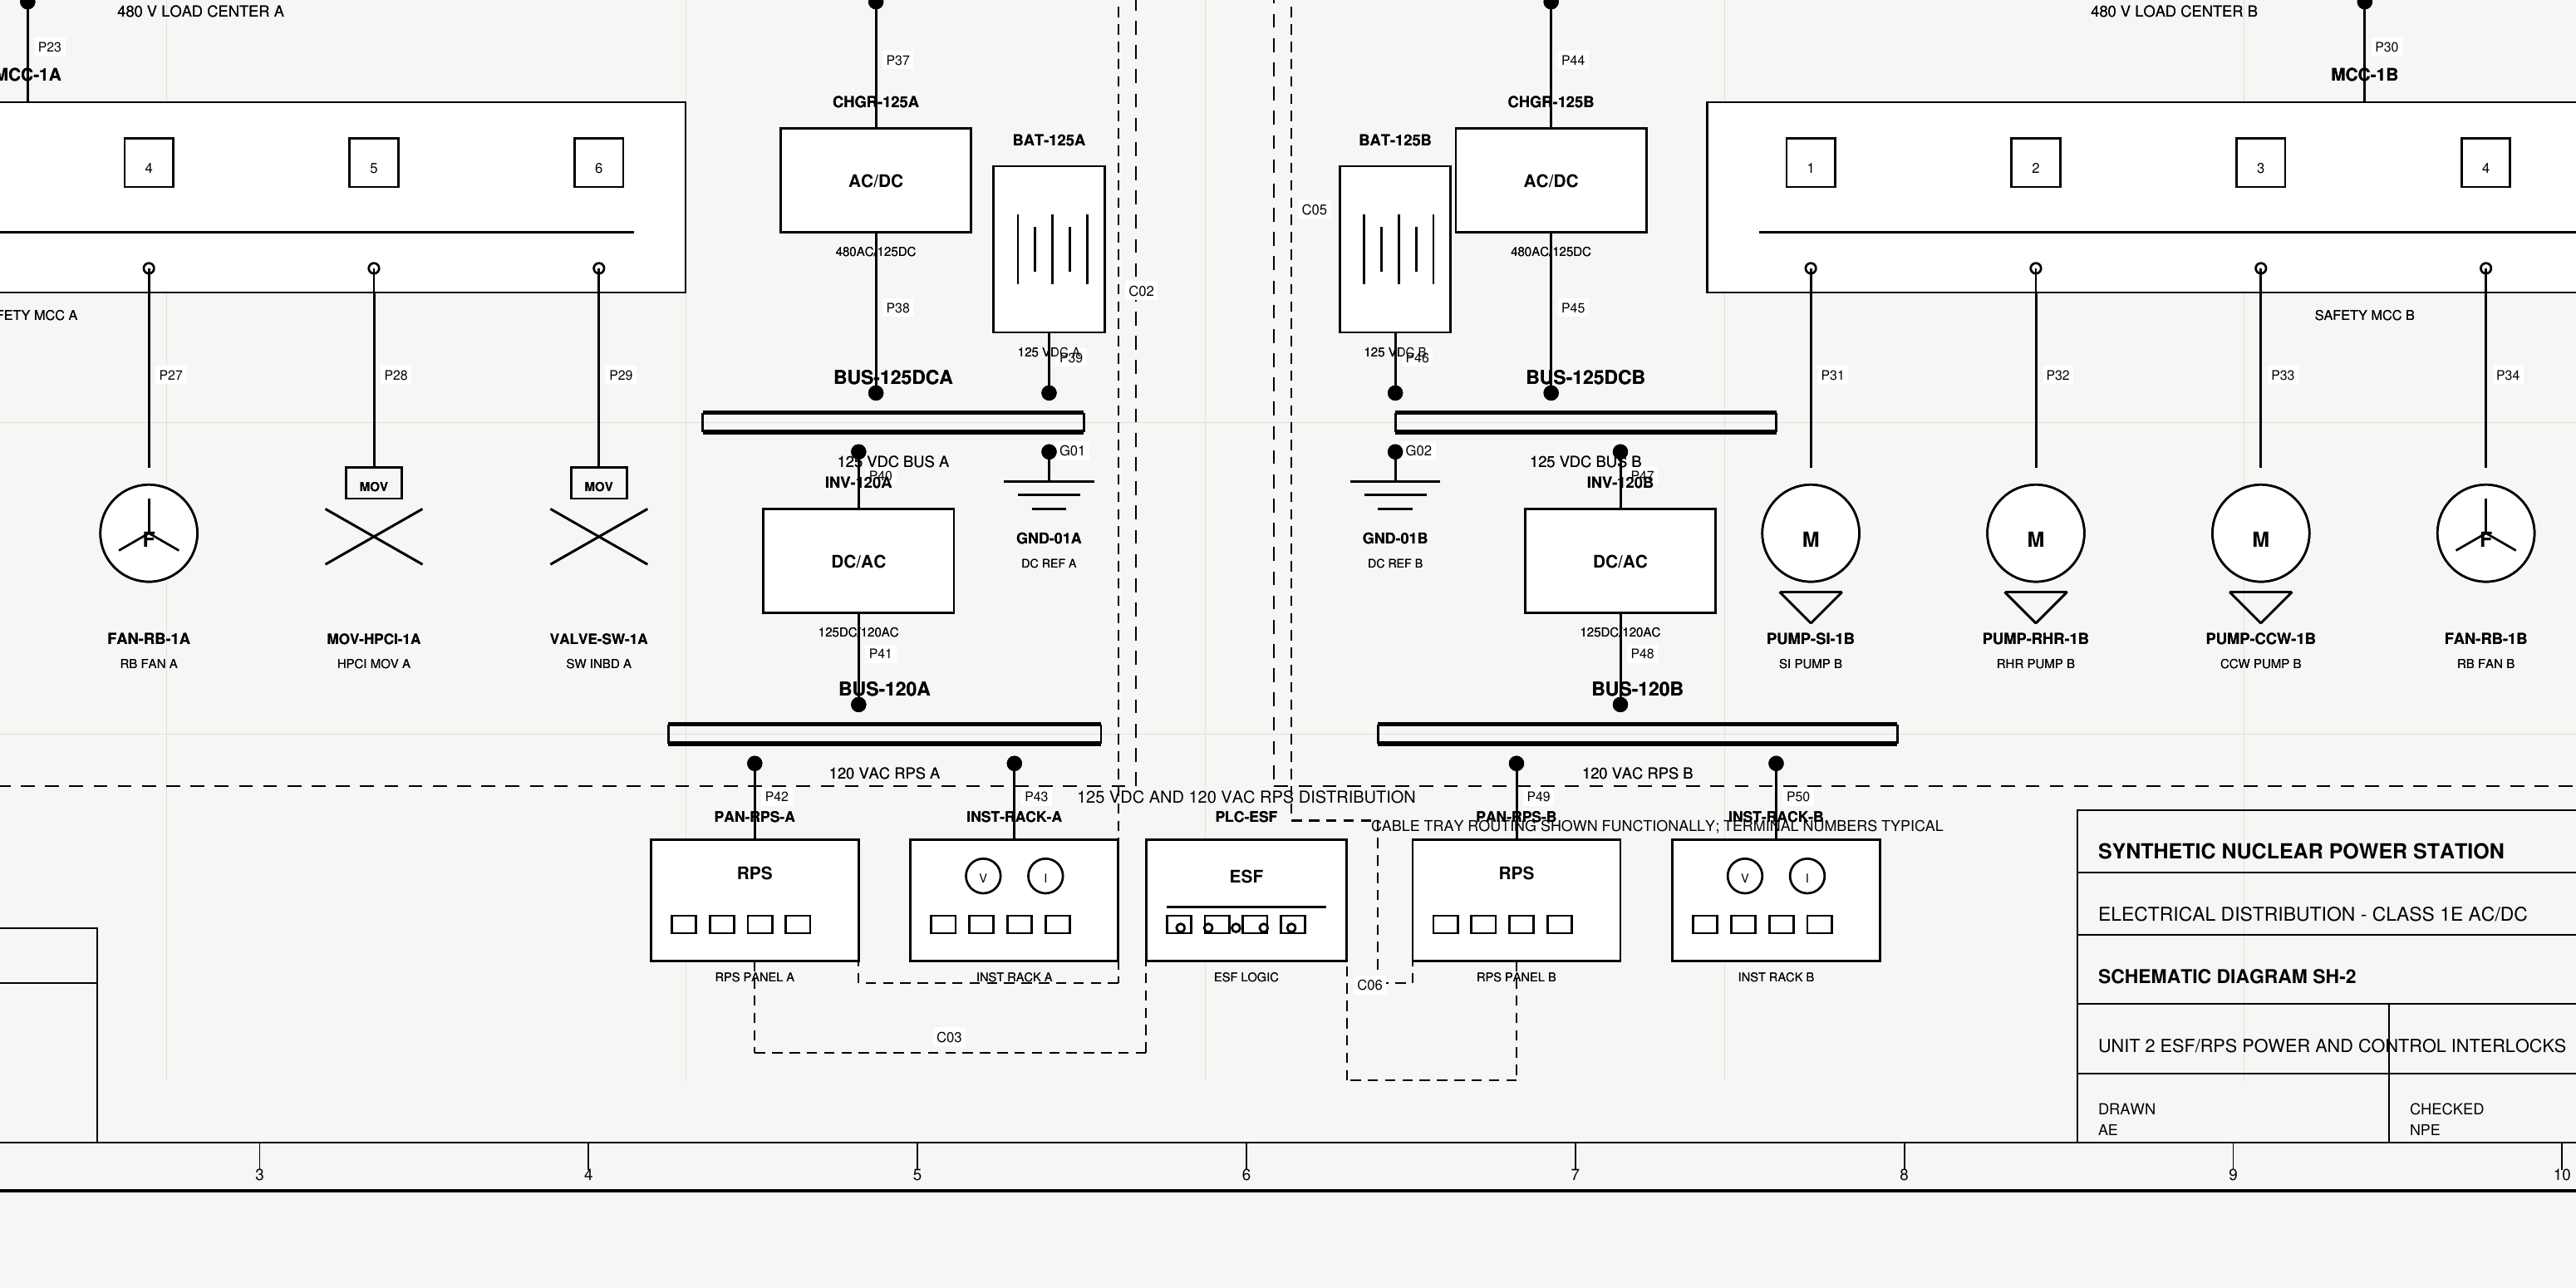 480 V LOAD CENTER A
480 V LOAD CENTER B
P23
P37
P44
P30
MCC-1A
CHGR-125A
CHGR-125B
MCC-1B
BAT-125A
BAT-125B
4
5
6
AC/DC
AC/DC
1
2
3
4
C05
480AC/125DC
480AC/125DC
C02
P38
P45
FETY MCC A
SAFETY MCC B
125 VDC A
P39
125 VDC B
P46
P27
P28
P29
BUS-125DCA
BUS-125DCB
P31
P32
P33
P34
125 VDC BUS A
G01
G02
125 VDC BUS B
P40
P47
INV-120A
INV-120B
MOV
MOV
F
GND-01A
GND-01B
M
M
M
F
DC REF A
DC REF B
DC/AC
DC/AC
125DC/120AC
125DC/120AC
FAN-RB-1A
MOV-HPCI-1A
VALVE-SW-1A
PUMP-SI-1B
PUMP-RHR-1B
PUMP-CCW-1B
FAN-RB-1B
RB FAN A
HPCI MOV A
SW INBD A
P41
P48
SI PUMP B
RHR PUMP B
CCW PUMP B
RB FAN B
BUS-120A
BUS-120B
120 VAC RPS A
120 VAC RPS B
P42
P43
125 VDC AND 120 VAC RPS DISTRIBUTION
P49
P50
PAN-RPS-A
INST-RACK-A
PLC-ESF
PAN-RPS-B
INST-RACK-B
CABLE TRAY ROUTING SHOWN FUNCTIONALLY; TERMINAL NUMBERS TYPICAL
RPS
V
I
ESF
RPS
V
I
RPS PANEL A
INST RACK A
ESF LOGIC
C06
RPS PANEL B
INST RACK B
C03
SYNTHETIC NUCLEAR POWER STATION
ELECTRICAL DISTRIBUTION - CLASS 1E AC/DC
SCHEMATIC DIAGRAM SH-2
UNIT 2 ESF/RPS POWER AND CONTROL INTERLOCKS
DRAWN
CHECKED
AE
NPE
3
4
5
6
7
8
9
10